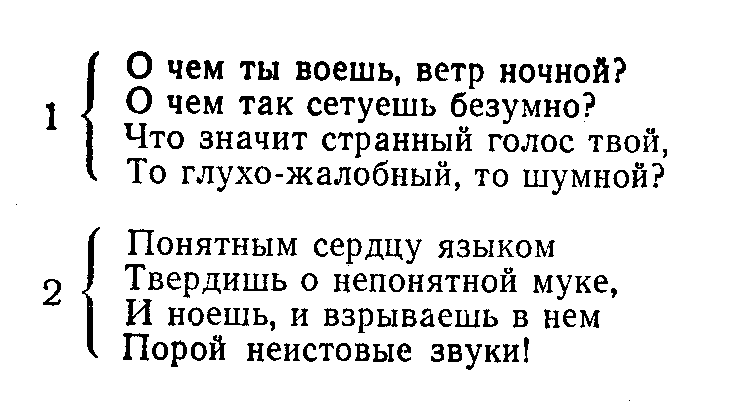 1
О чем ты воешь, ветр ночной?
О чем так сетуешь безумно?
Что значит странный голос твой,
То глухо-жалобный, то шумной?
2
Понятным сердцу языком
Твердишь о непонятной муке,
И ноешь, и взрываешь в нем
Порой неистовые звуки!